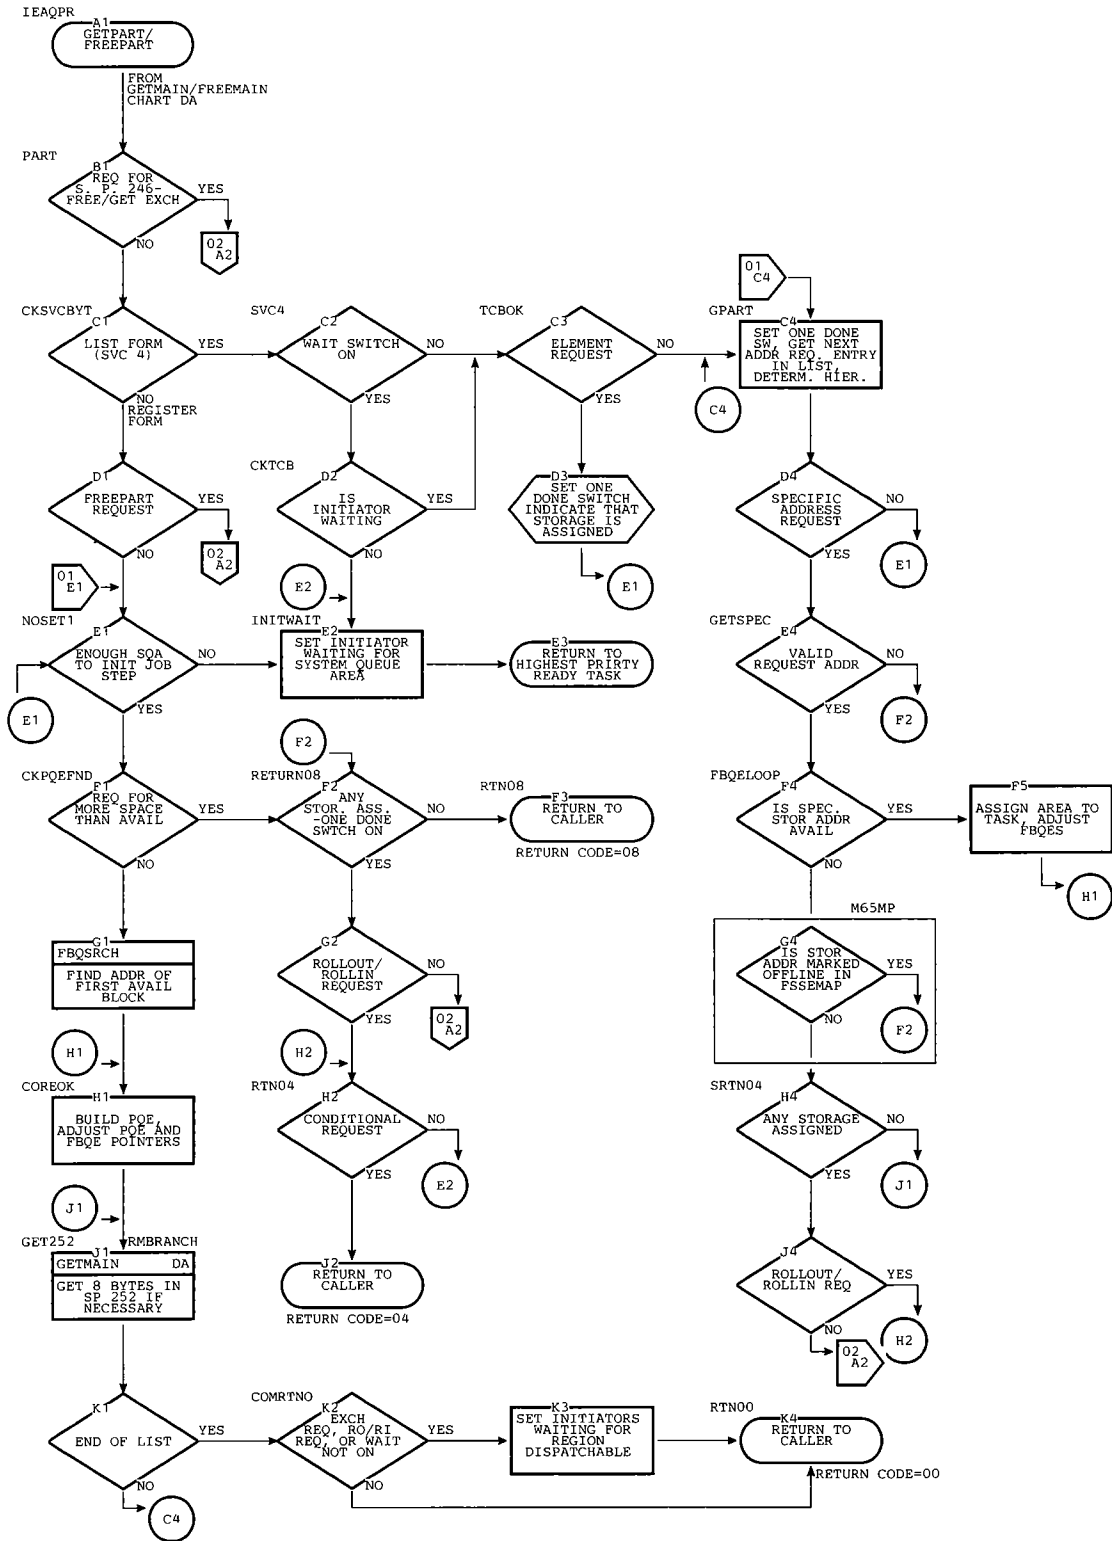 IEAQPR
A1
GETPART/
FREEPART
FROM
GETMAIN/FREEMAIN
CHART DA
PART
B1
REQ FOR
S. P. 246-
FREE/GET EXCH
YES
02
A2
NO
01
C4
CKSVCBYT
C1
LIST FORM
(SVC 4)
YES
NO
REGISTER
FORM
SVC4
C2
WAIT SWITCH
ON
NO
YES
TCBOK
C3
ELEMENT
REQUEST
NO
YES
C4
GPART
C4
SET ONE DONE
SW, GET NEXT
ADDR REQ. ENTRY
IN LIST,
DETERM. HIER.
D1
FREEPART
REQUEST
YES
02
A2
NO
CKTCB
D2
IS
INITIATOR
WAITING
YES
NO
D3
SET ONE
DONE SWITCH
INDICATE THAT
STORAGE IS
ASSIGNED
E1
D4
SPECIFIC
ADDRESS
REQUEST
NO
E1
YES
01
E1
E2
NOSET1
E1
ENOUGH SQA
TO INIT JOB
STEP
NO
YES
E1
INITWAIT
E2
SET INITIATOR
WAITING FOR
SYSTEM QUEUE
AREA
E3
RETURN TO
HIGHEST PRIRTY
READY TASK
GETSPEC
E4
VALID
REQUEST ADDR
NO
F2
YES
F2
CKPQEFND
F1
REQ FOR
MORE SPACE
THAN AVAIL
YES
NO
RETURN08
F2
ANY
STOR. ASS.
-ONE DONE
SWTCH ON
NO
YES
RTN08
F3
RETURN TO
CALLER
RETURN CODE=08
FBQELOOP
F4
IS SPEC.
STOR ADDR
AVAIL
YES
NO
F5
ASSIGN AREA TO
TASK, ADJUST
FBQES
H1
M65MP
G1
FBQSRCH
FIND ADDR OF
FIRST AVAIL
BLOCK
G2
ROLLOUT/
ROLLIN
REQUEST
NO
02
A2
YES
G4
IS STOR
ADDR MARKED
OFFLINE IN
FSSEMAP
YES
F2
NO
H1
H2
COREOK
H1
BUILD PQE,
ADJUST PQE AND
FBQE POINTERS
RTN04
H2
CONDITIONAL
REQUEST
NO
E2
YES
SRTN04
H4
ANY STORAGE
ASSIGNED
NO
J1
YES
J1
GET252
RMBRANCH
J1
GETMAIN DA
GET 8 BYTES IN
SP 252 IF
NECESSARY
J2
RETURN TO
CALLER
RETURN CODE=04
J4
ROLLOUT/
ROLLIN REQ
YES
H2
NO
02
A2
K1
END OF LIST
YES
NO
C4
COMRTNO
K2
EXCH
REQ, RO/RI
REQ, OR WAIT
NOT ON
YES
NO
K3
SET INITIATORS
WAITING FOR
REGION
DISPATCHABLE
RTN00
K4
RETURN TO
CALLER
RETURN CODE=00